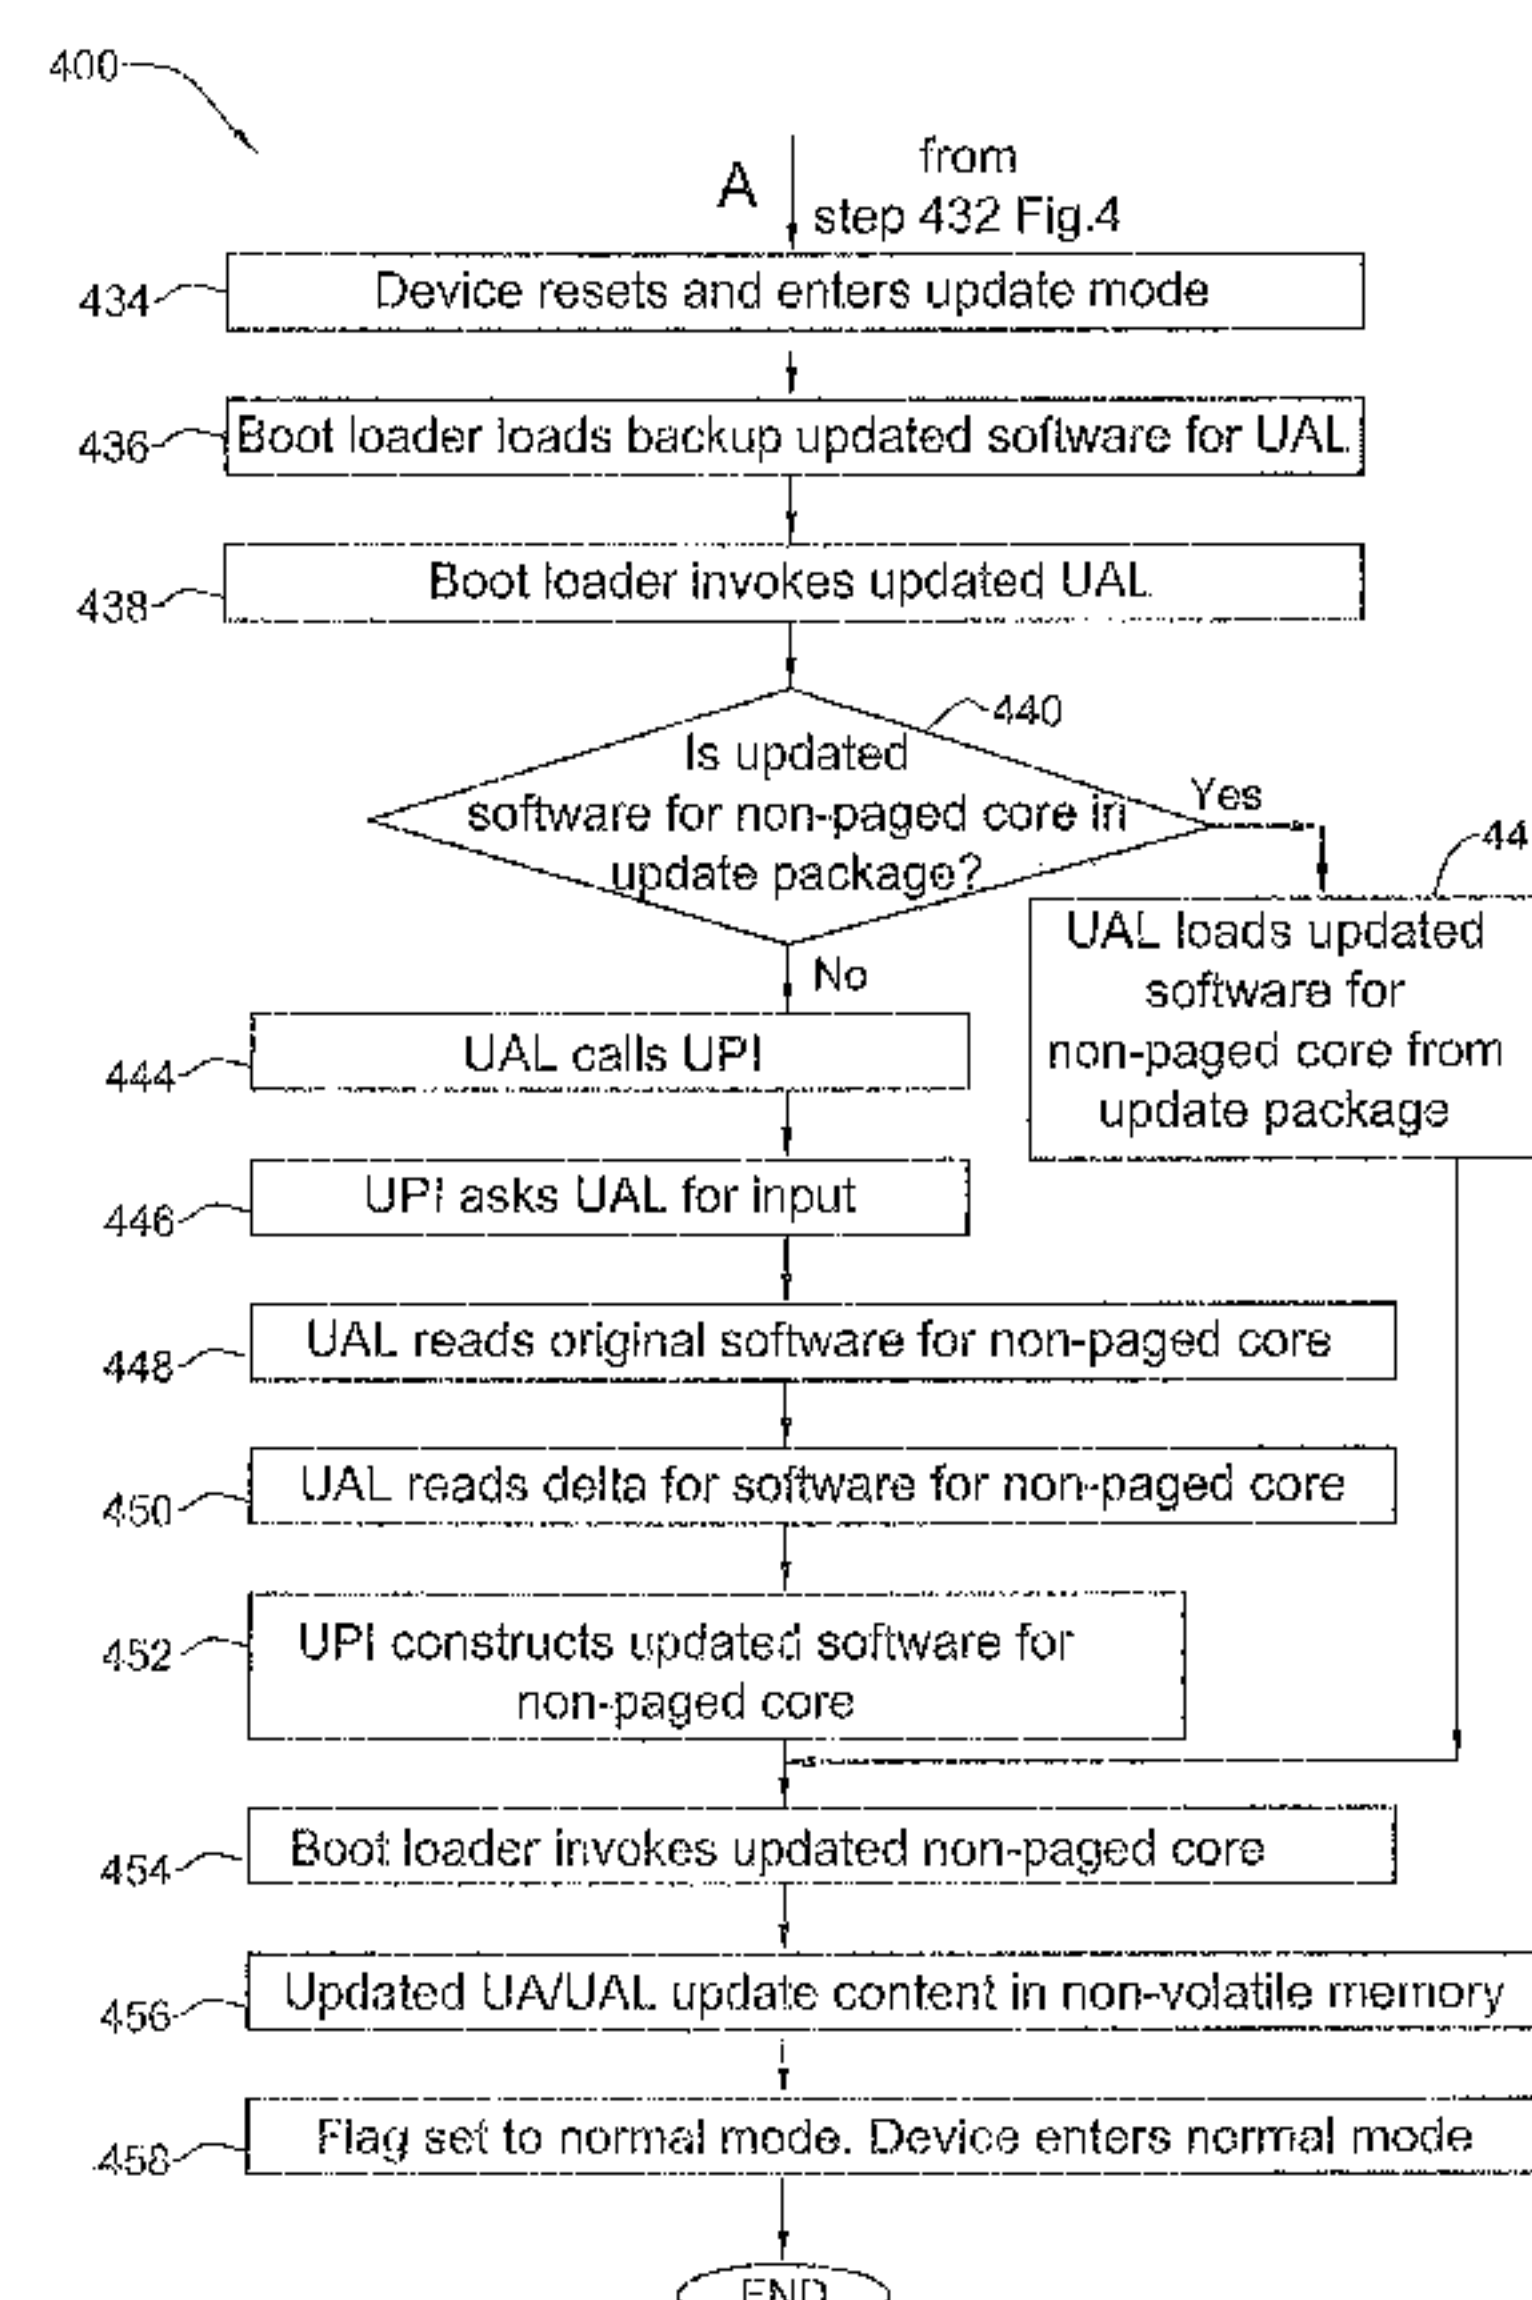 400
A
from
step 432 Fig.4
434
Device resets and enters update mode
436
Boot loader loads backup updated software for UAL
438
Boot loader invokes updated UAL
440
Is updated
software for non-paged core in
update package?
Yes
44
UAL loads updated
software for
non-paged core from
update package
No
444
UAL calls UPI
446
UPI asks UAL for input
448
UAL reads original software for non-paged core
450
UAL reads delta for software for non-paged core
452
UPI constructs updated software for
non-paged core
454
Boot loader invokes updated non-paged core
456
Updated UA/UAL update content in non-volatile memory
458
Flag set to normal mode. Device enters normal mode
END